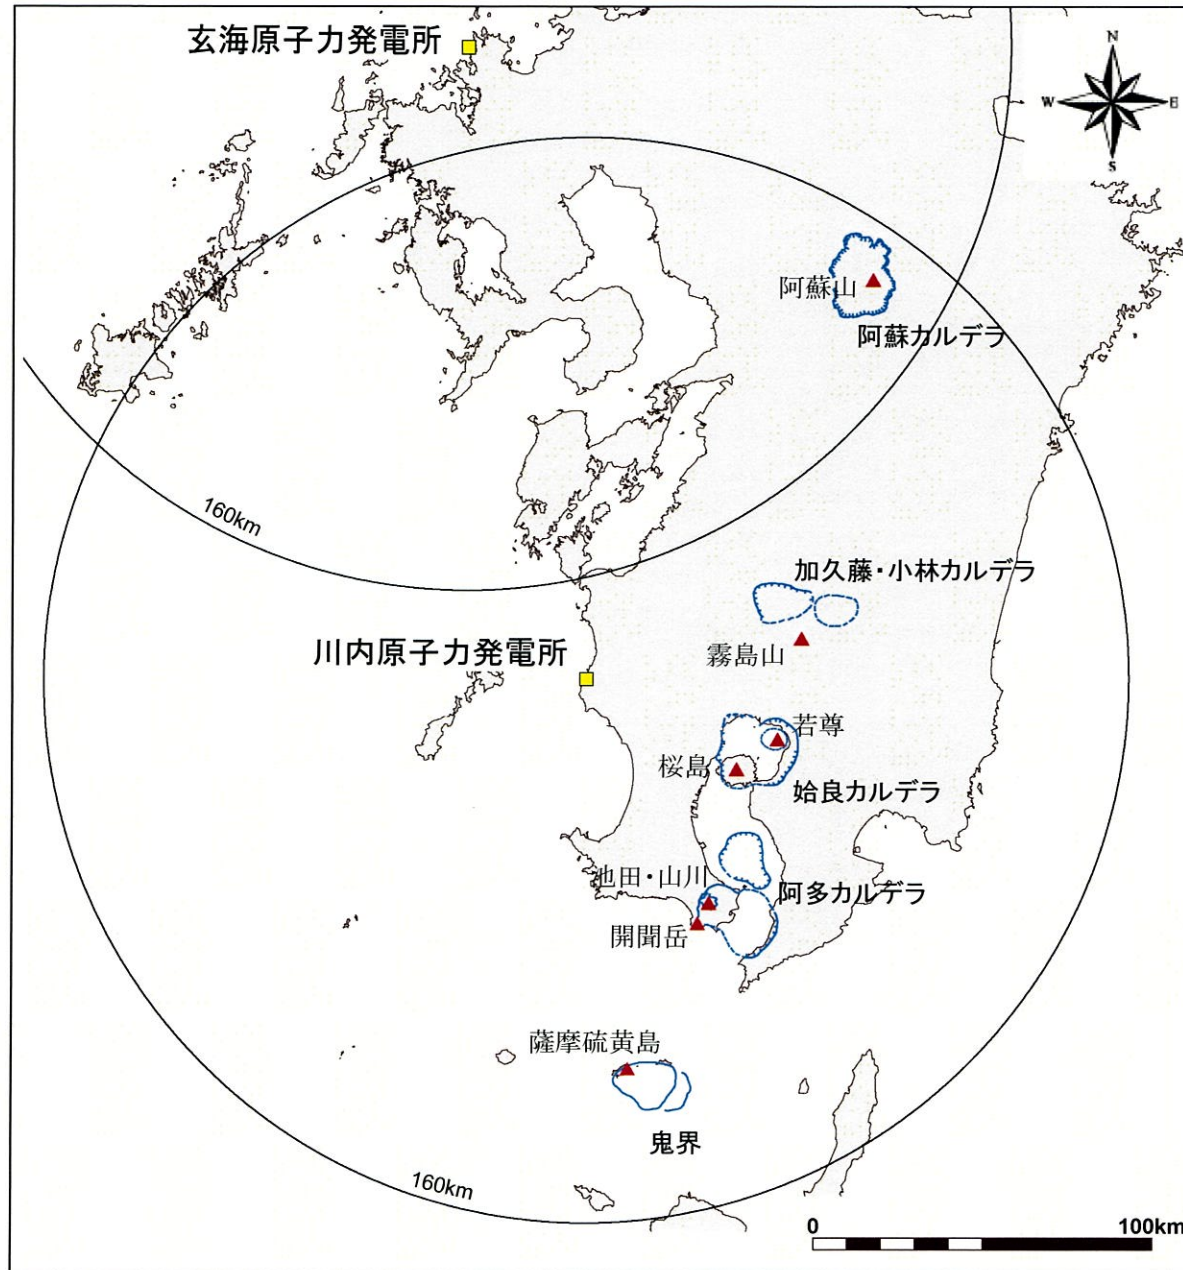 玄海原子力発電所
N
W
E
S
阿蘇山
阿蘇カルデラ
160km
加久藤・小林カルデラ
霧島山
川内原子力発電所
若尊
桜島
姶良カルデラ
池田・山川
阿多カルデラ
開聞岳
薩摩硫黄島
鬼界
160km
0
100km